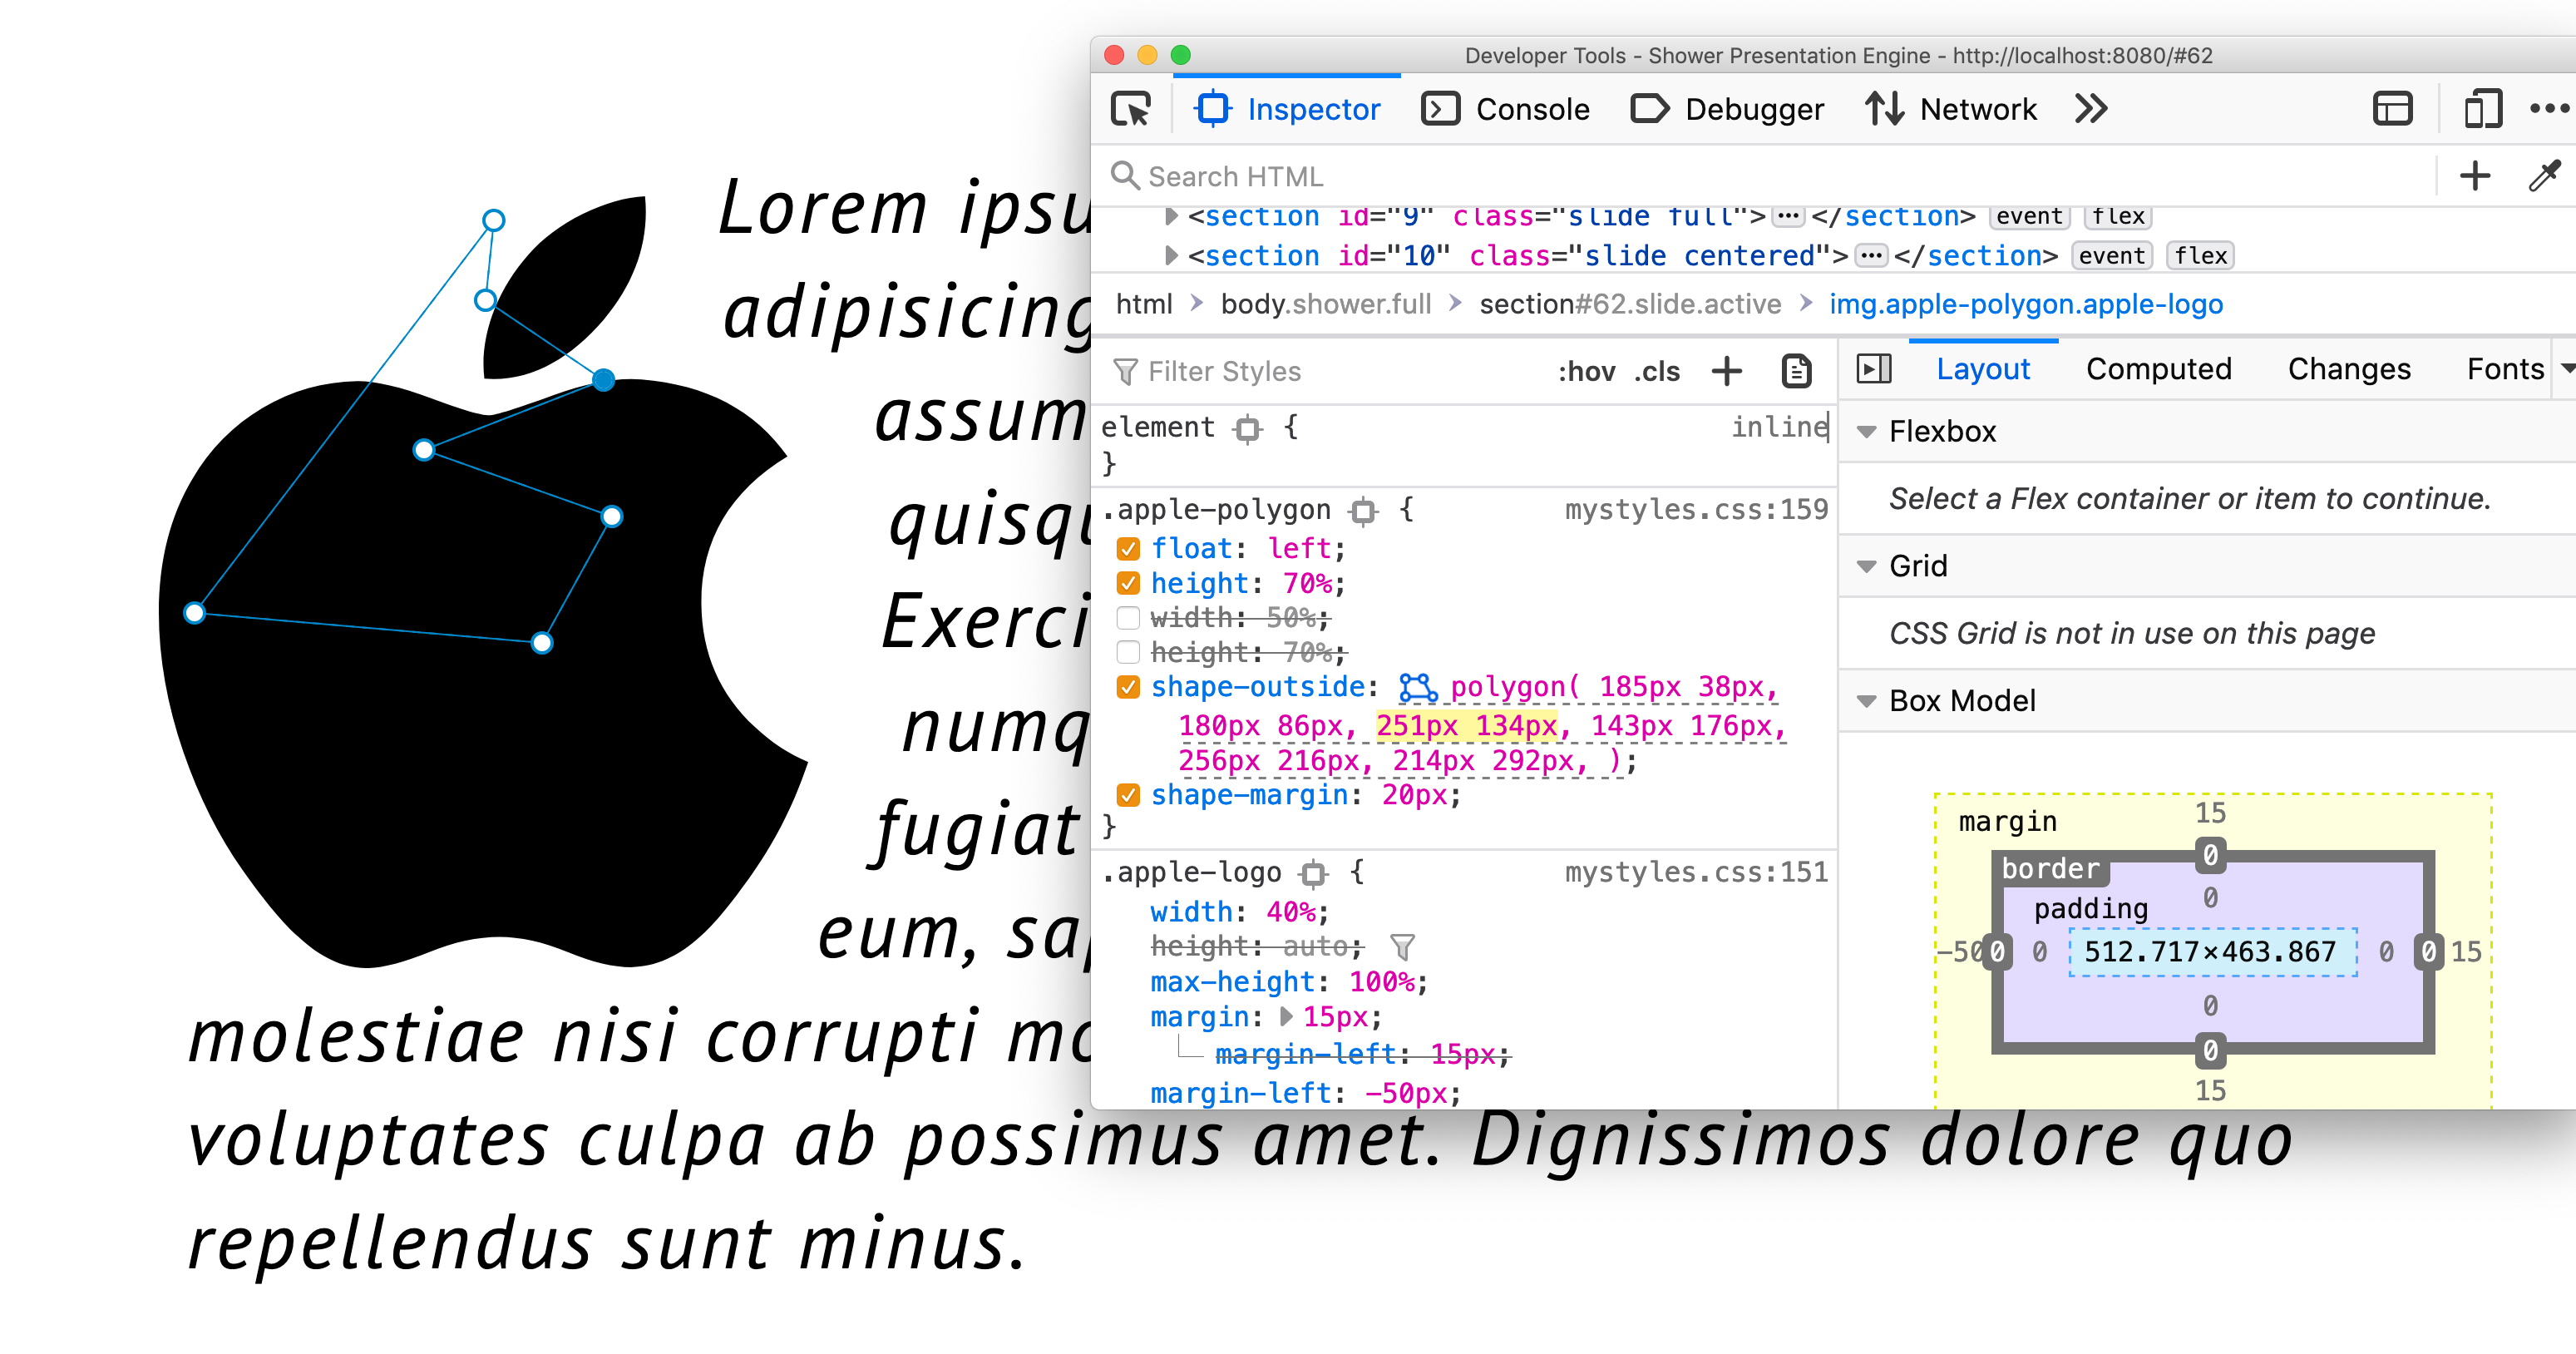 Lorem ipsu
adipisicing
assum
quisqu
Exerci
numq
fugiat
eum, sap
molestiae nisi corrupti mo
voluptates culpa ab possimus amet. Dignissimos dolore quo
repellendus sunt minus.
Developer Tools - Shower Presentation Engine - http://localhost:8080/#62
Inspector Console Debugger Network
Search HTML
<section id="9" class="slide full">⋯</section> event flex
<section id="10" class="slide centered">⋯</section> event flex
html > body.shower.full > section#62.slide.active > img.apple-polygon.apple-logo
Filter Styles :hov .cls +
element { inline
}
.apple-polygon { mystyles.css:159
float: left;
height: 70%;
width: 50%;
height: 70%;
shape-outside: polygon( 185px 38px,
180px 86px, 251px 134px, 143px 176px,
256px 216px, 214px 292px, );
shape-margin: 20px;
}
.apple-logo { mystyles.css:151
width: 40%;
height: auto;
max-height: 100%;
margin: 15px;
margin-left: 15px;
margin-left: -50px;
Layout Computed Changes Fonts
Flexbox
Select a Flex container or item to continue.
Grid
CSS Grid is not in use on this page
Box Model
margin 15
border 0
padding 0
-50 0 0 512.717×463.867 0 0 15
0
0
15